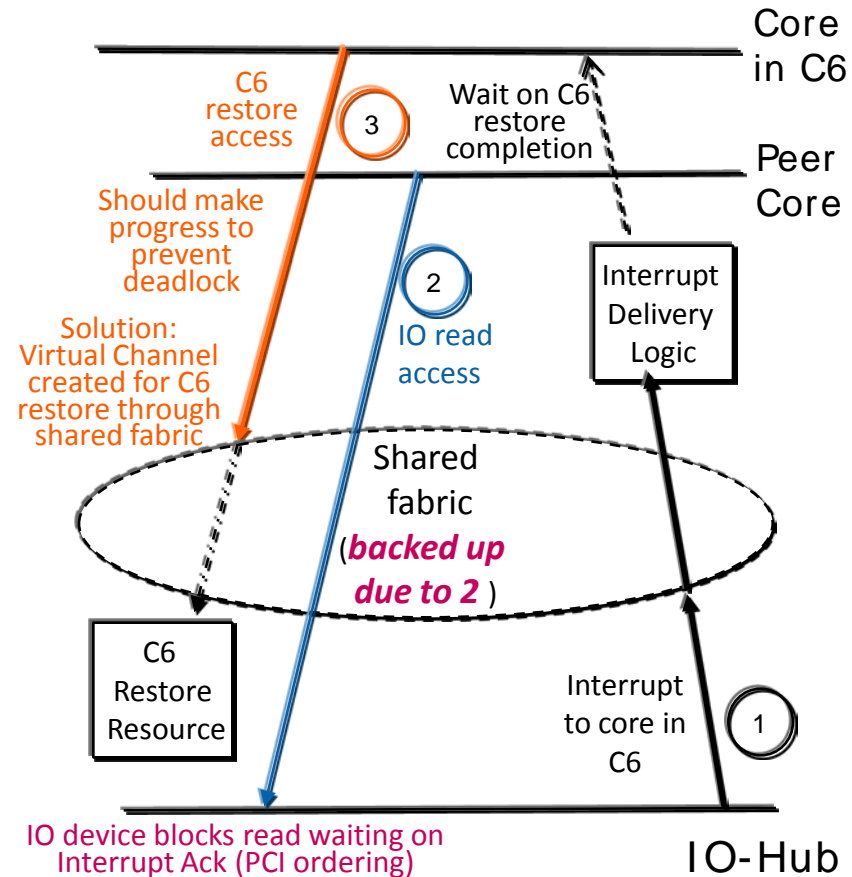 Core
in C6
C6
restore
access
3
Wait on C6
restore
completion
Peer
Core
Should make
progress to
prevent
deadlock
2
IO read
access
Interrupt
Delivery
Logic
Solution:
Virtual Channel
created for C6
restore through
shared fabric
Shared
fabric
(backed up
due to 2 )
C6
Restore
Resource
Interrupt
to core in
C6
1
IO device blocks read waiting on
Interrupt Ack (PCI ordering)
IO-Hub